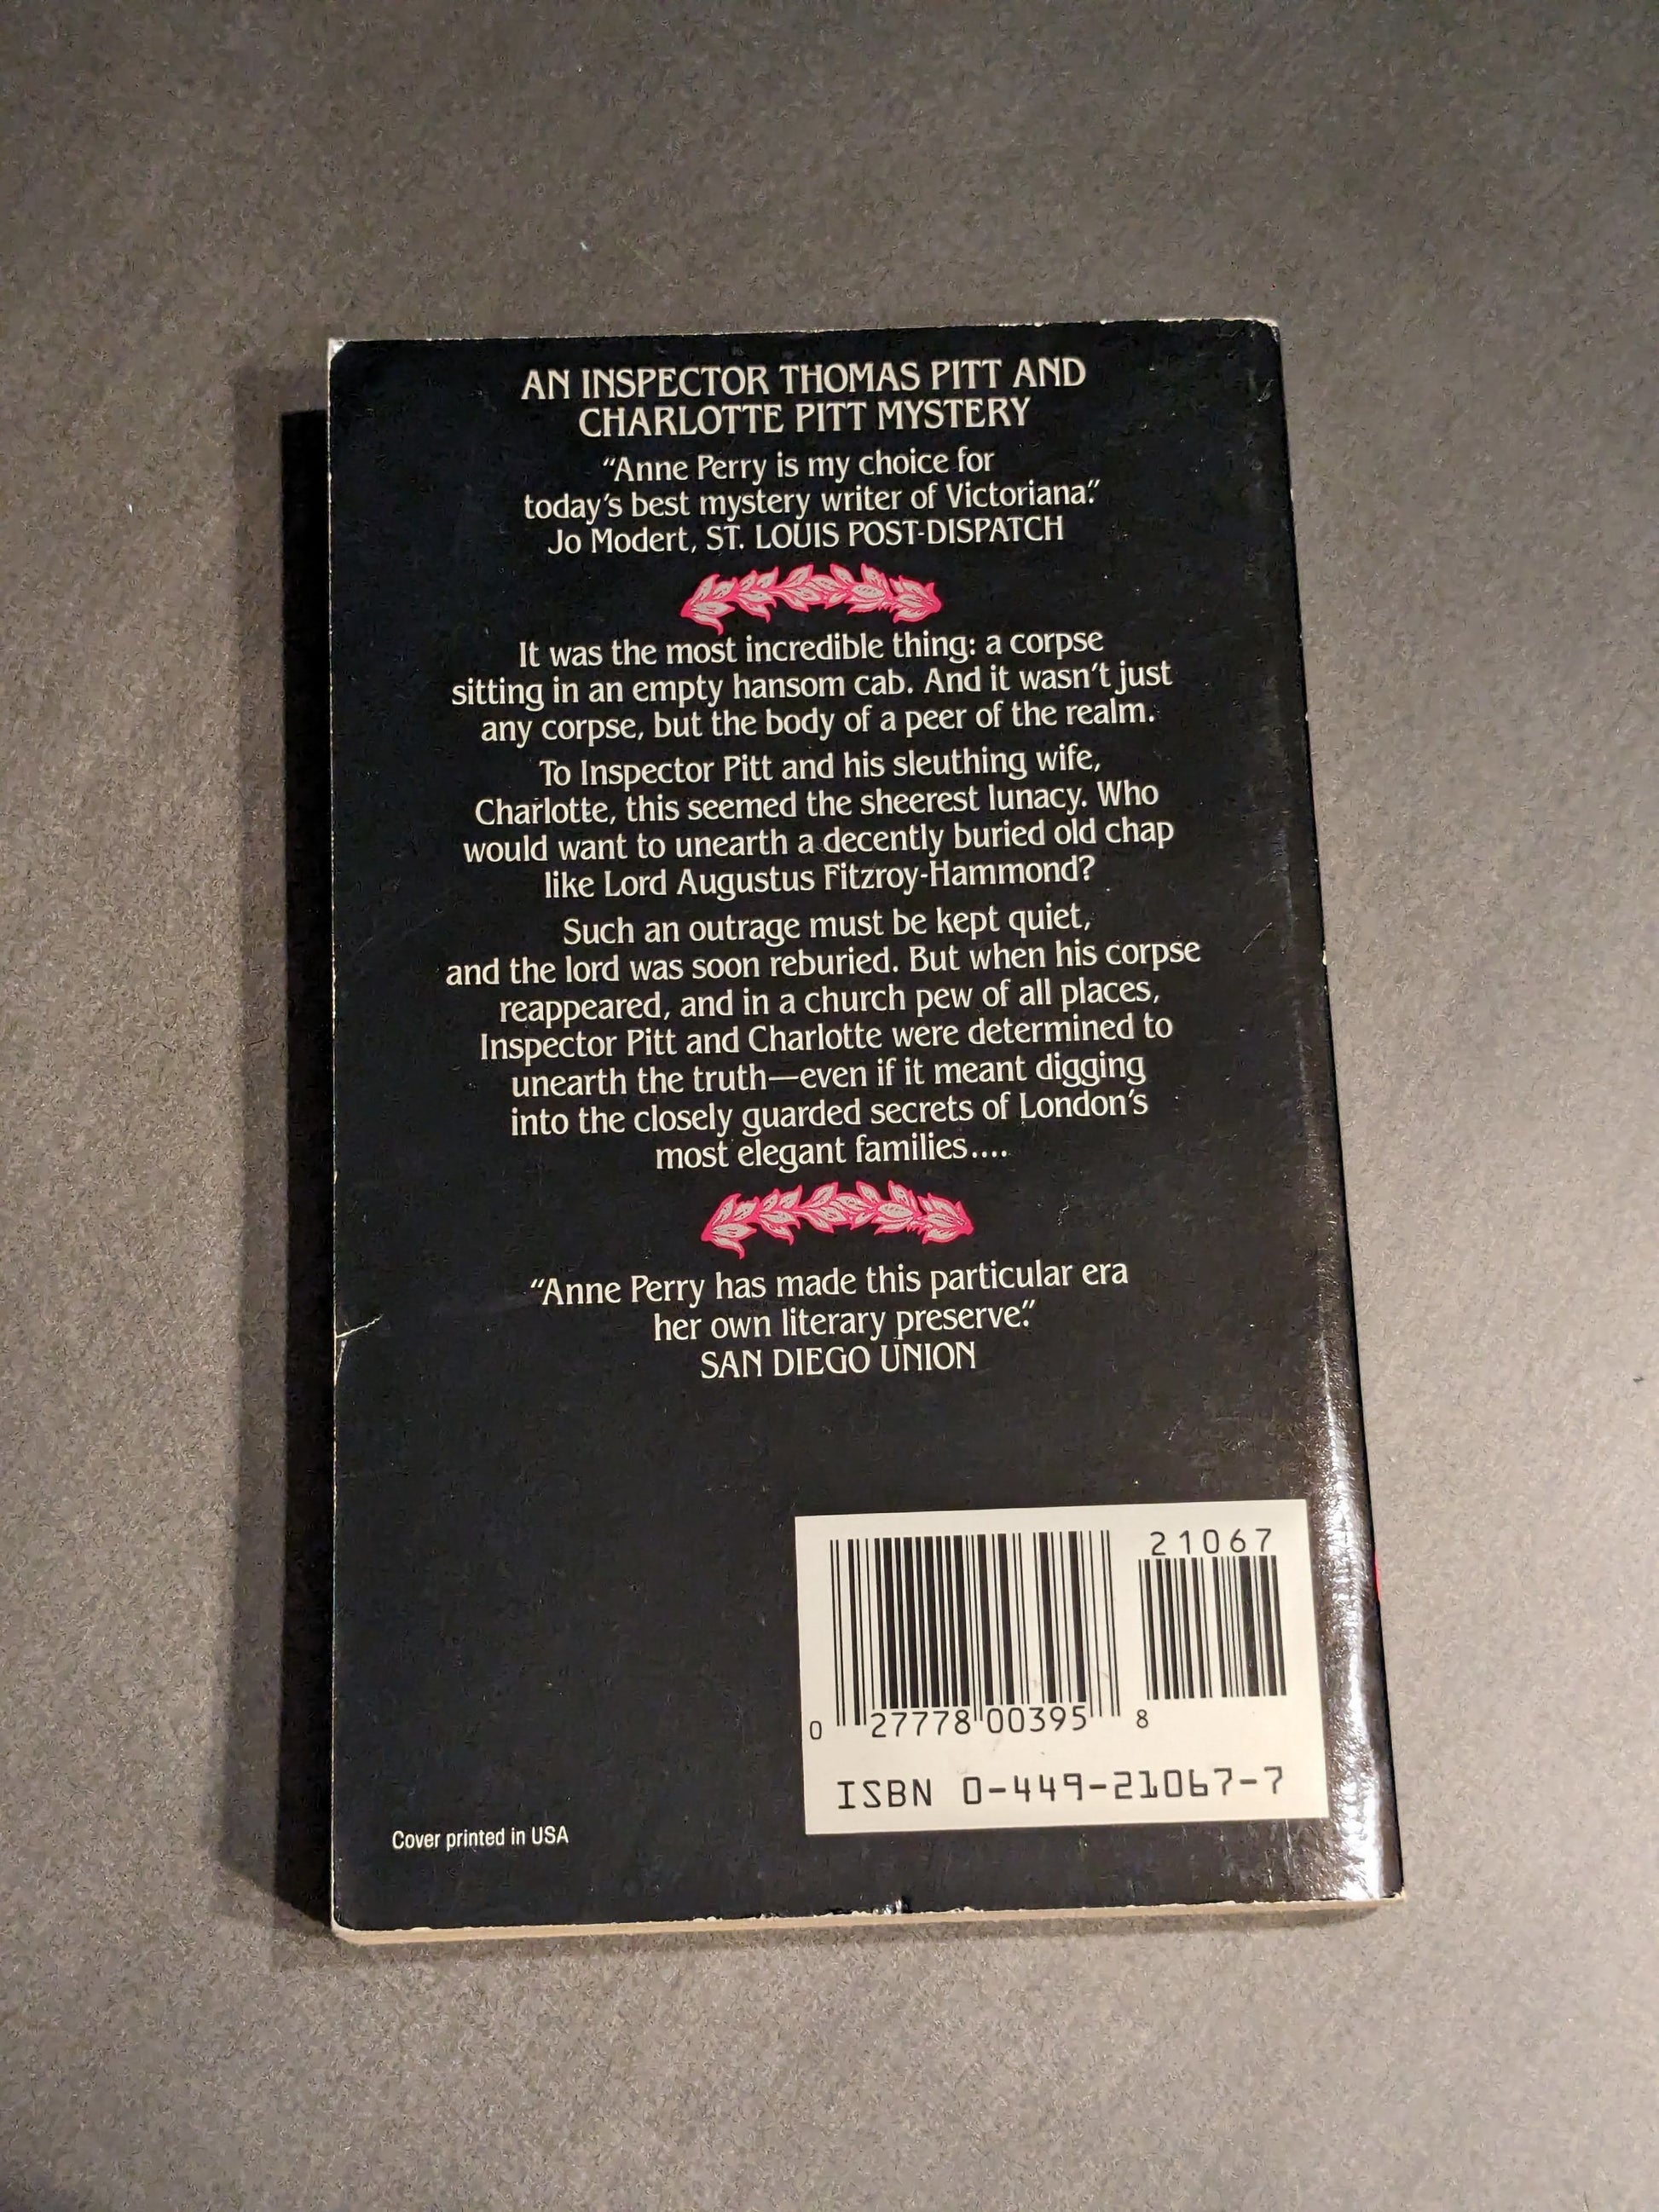 AN INSPECTOR THOMAS PITT AND
CHARLOTTE PITT MYSTERY
“Anne Perry is my choice for
today’s best mystery writer of Victoriana.”
Jo Modert, ST. LOUIS POST-DISPATCH
It was the most incredible thing: a corpse
sitting in an empty hansom cab. And it wasn’t just
any corpse, but the body of a peer of the realm.
To Inspector Pitt and his sleuthing wife,
Charlotte, this seemed the sheerest lunacy. Who
would want to unearth a decently buried old chap
like Lord Augustus Fitzroy-Hammond?
Such an outrage must be kept quiet,
and the lord was soon reburied. But when his corpse
reappeared, and in a church pew of all places,
Inspector Pitt and Charlotte were determined to
unearth the truth—even if it meant digging
into the closely guarded secrets of London’s
most elegant families....
“Anne Perry has made this particular era
her own literary preserve.”
SAN DIEGO UNION
21067
0 27778 00395 8
ISBN 0-449-21067-7
Cover printed in USA